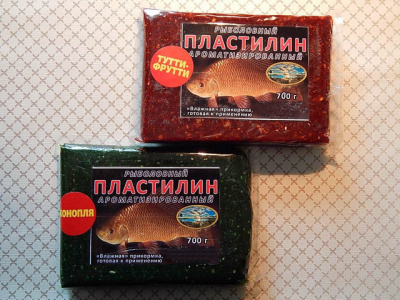 РЫБОЛОВНЫЙ
ПЛАСТИЛИН
АРОМАТИЗИРОВАННЫЙ
ТУТТИ-
ФРУТТИ
700 г
«Влажная» прикормка,
готовая к применению
РЫБОЛОВНЫЙ
ПЛАСТИЛИН
АРОМАТИЗИРОВАННЫЙ
КОНОПЛЯ
700 г
«Влажная» прикормка,
готовая к применению